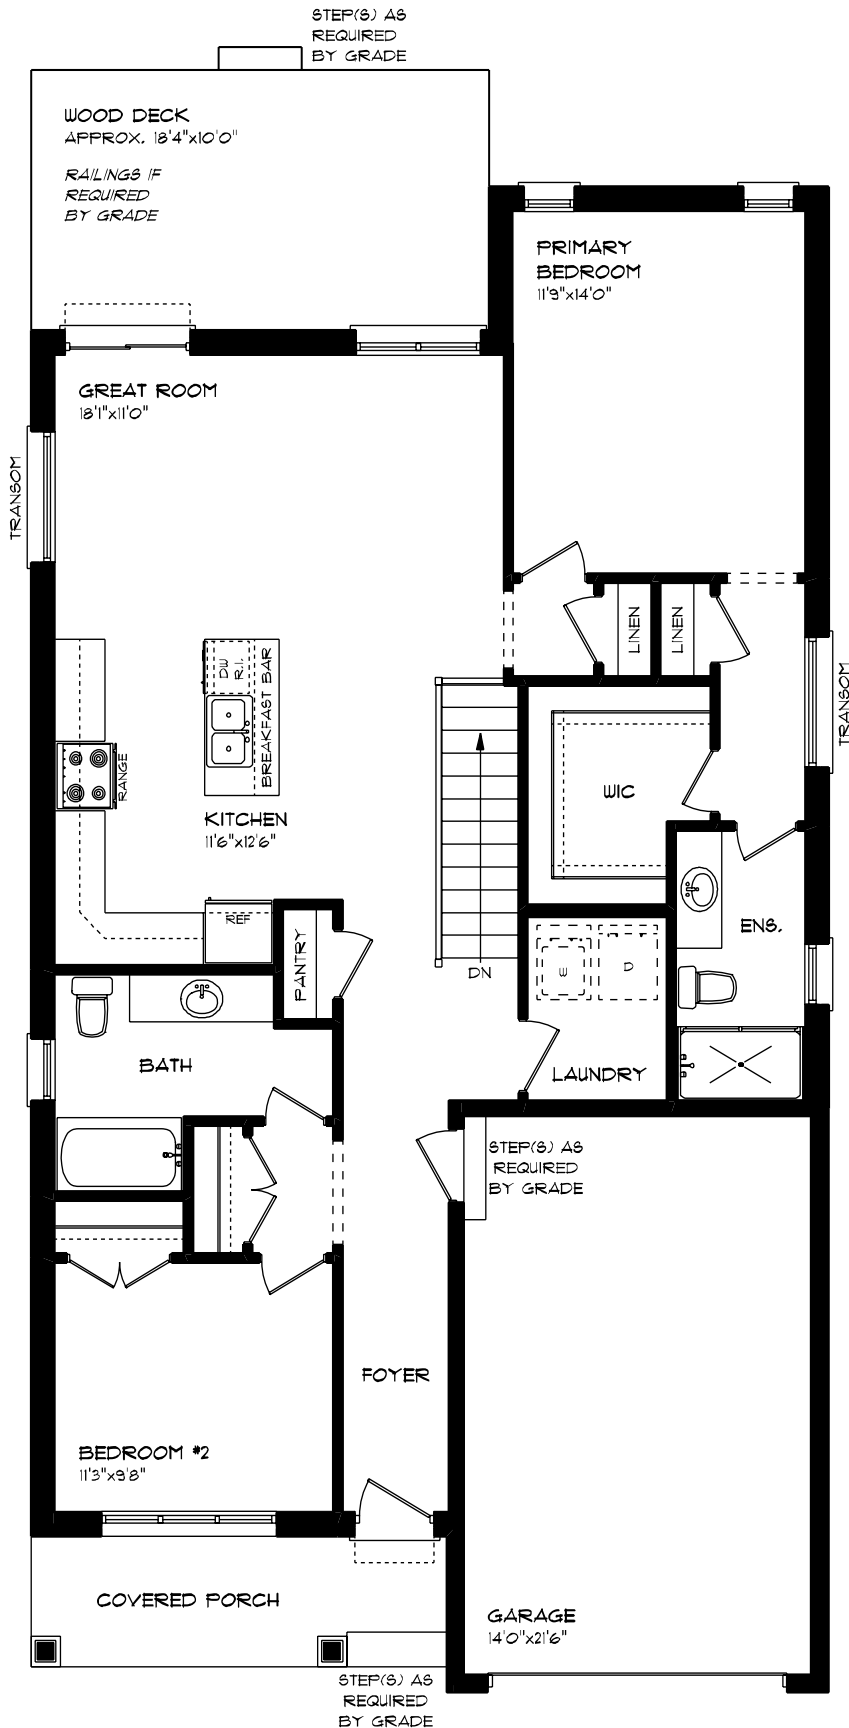 STEP(S) AS
REQUIRED
BY GRADE
WOOD DECK
APPROX. 18'4"x10'0"
RAILINGS IF
REQUIRED
BY GRADE
PRIMARY
BEDROOM
11'9"x14'0"
GREAT ROOM
18'1"x11'0"
TRANSOM
LINEN
LINEN
DW
R.I.
BREAKFAST BAR
TRANSOM
RANGE
WIC
KITCHEN
11'6"x12'6"
REF
ENS.
PANTRY
DN
W
D
BATH
LAUNDRY
STEP(S) AS
REQUIRED
BY GRADE
FOYER
BEDROOM #2
11'3"x9'8"
COVERED PORCH
GARAGE
14'0"x21'6"
STEP(S) AS
REQUIRED
BY GRADE